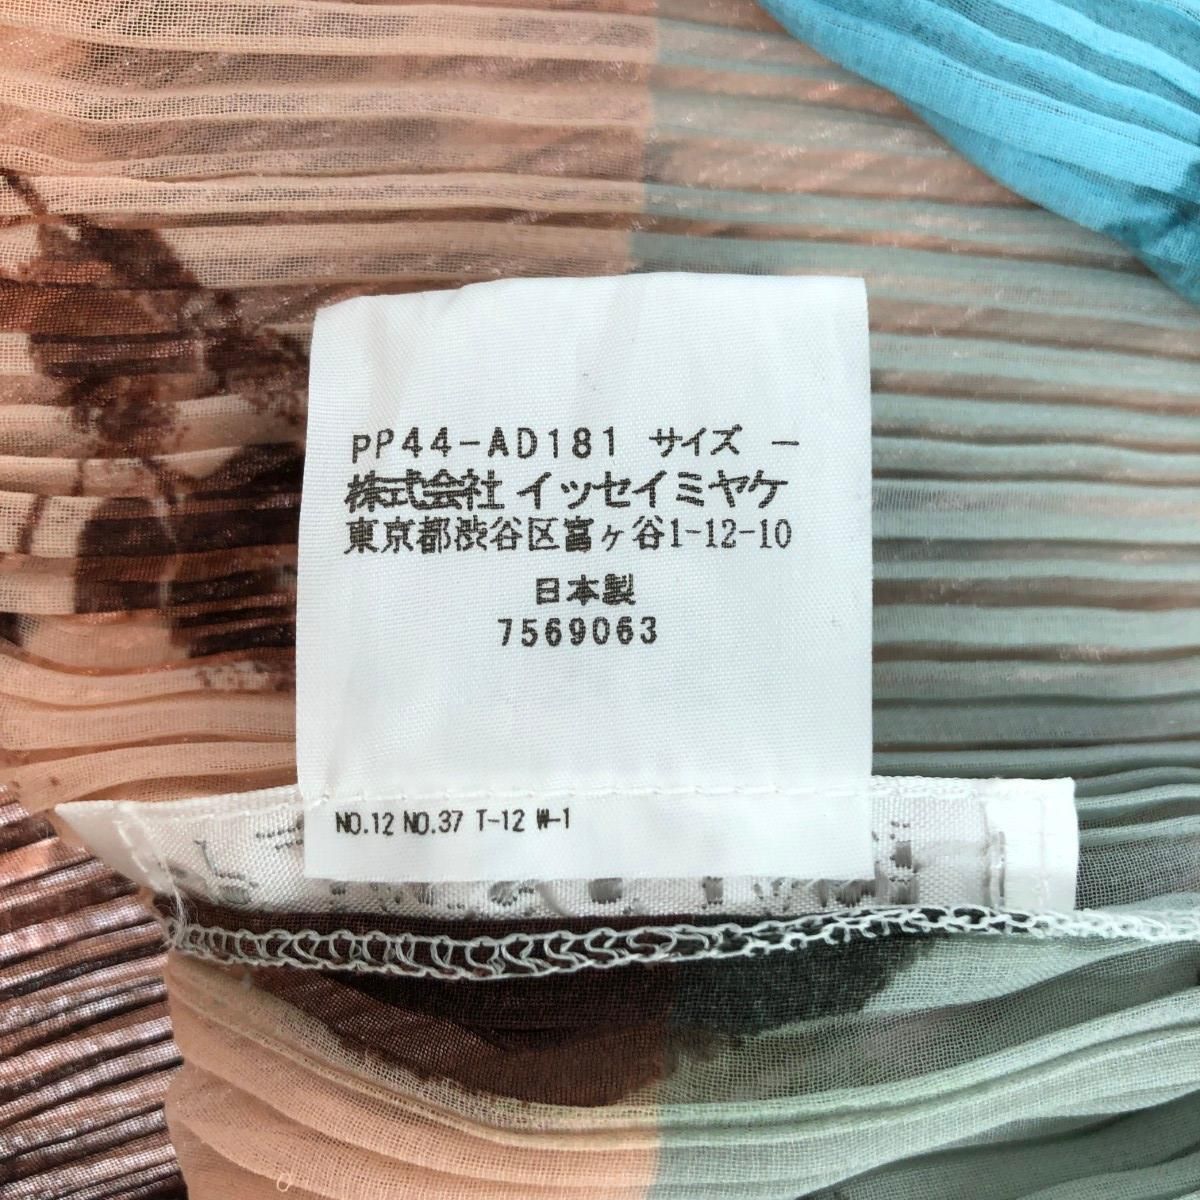 PP44-AD181 サイズ －
株式会社 イッセイミヤケ
東京都渋谷区富ヶ谷1-12-10
日本製
7569063
NO.12 NO.37 T-12 W-1